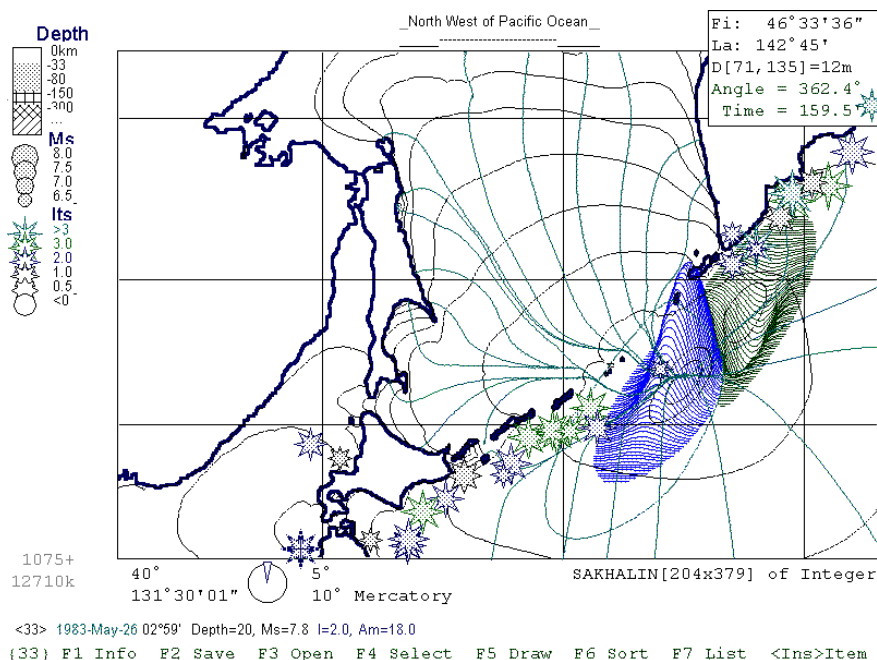 _North West of Pacific Ocean_
Depth
0km
-33
-80
-150
-300
...
Ms
8.0
7.5
7.0
6.5
Its
>3
3.0
2.0
1.0
0.5
<0
Fi: 46°33'36"
La: 142°45'
D[71,135]=12m
Angle = 362.4°
Time = 159.5'
1075+
12710k
40° 5°
131°30'01" 10° Mercatory
SAKHALIN[204x379] of Integer
<33> 1983-May-26 02=59' Depth=20, Ms=7.8 I=2.0, Am=18.0
{33} F1 Info F2 Save F3 Open F4 Select F5 Draw F6 Sort F7 List <Ins>Item